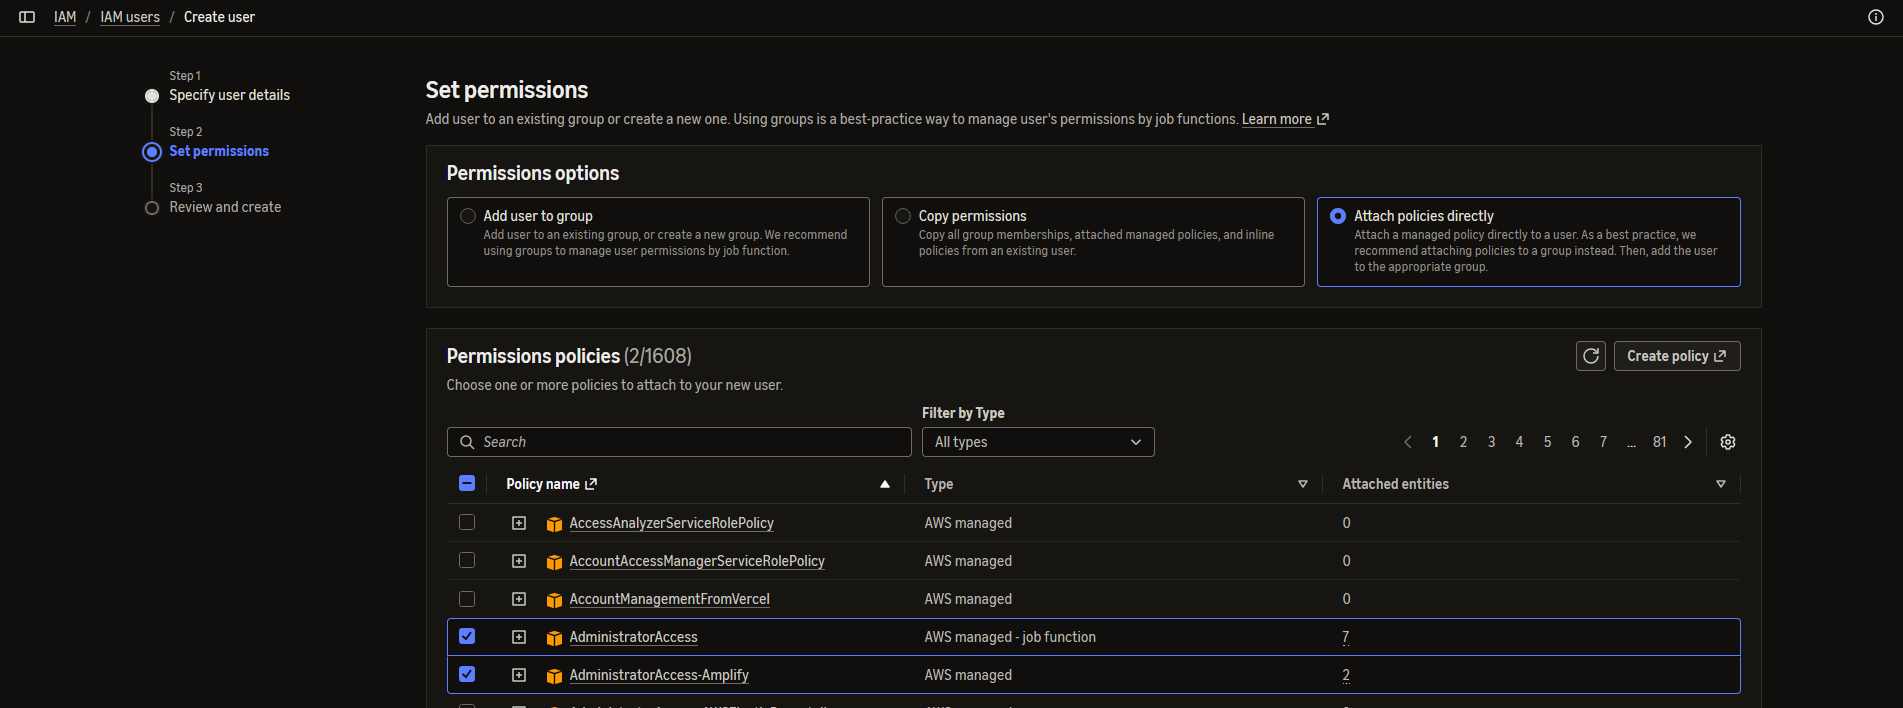 IAM / IAM users / Create user
Step 1
Specify user details
Step 2
Set permissions
Step 3
Review and create
Set permissions
Add user to an existing group or create a new one. Using groups is a best-practice way to manage user's permissions by job functions. Learn more
Permissions options
Add user to group
Add user to an existing group, or create a new group. We recommend
using groups to manage user permissions by job function.
Copy permissions
Copy all group memberships, attached managed policies, and inline
policies from an existing user.
Attach policies directly
Attach a managed policy directly to a user. As a best practice, we
recommend attaching policies to a group instead. Then, add the user
to the appropriate group.
Permissions policies (2/1608)
Create policy
Choose one or more policies to attach to your new user.
Filter by Type
Search
All types
1 2 3 4 5 6 7 ... 81
Policy name Type Attached entities
AccessAnalyzerServiceRolePolicy AWS managed 0
AccountAccessManagerServiceRolePolicy AWS managed 0
AccountManagementFromVercel AWS managed 0
AdministratorAccess AWS managed - job function 7
AdministratorAccess-Amplify AWS managed 2